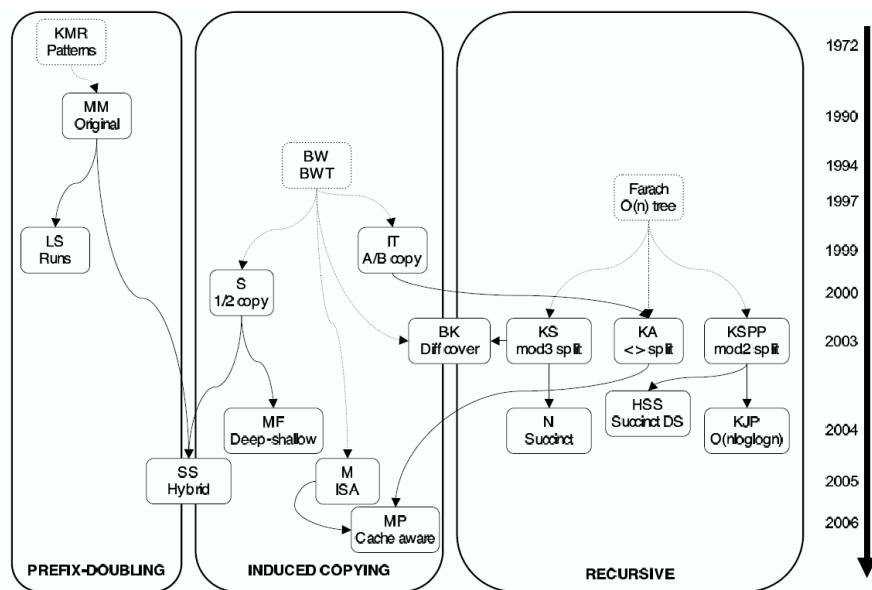 KMR
Patterns
1972
MM
Original
1990
BW
BWT
1994
Farach
O(n) tree
1997
LS
Runs
IT
A/B copy
1999
S
1/2 copy
2000
BK
Diff cover
KS
mod3 split
KA
<> split
KSPP
mod2 split
2003
MF
Deep-shallow
N
Succinct
HSS
Succinct DS
KJP
O(nloglogn)
2004
SS
Hybrid
M
ISA
2005
MP
Cache aware
2006
PREFIX-DOUBLING
INDUCED COPYING
RECURSIVE